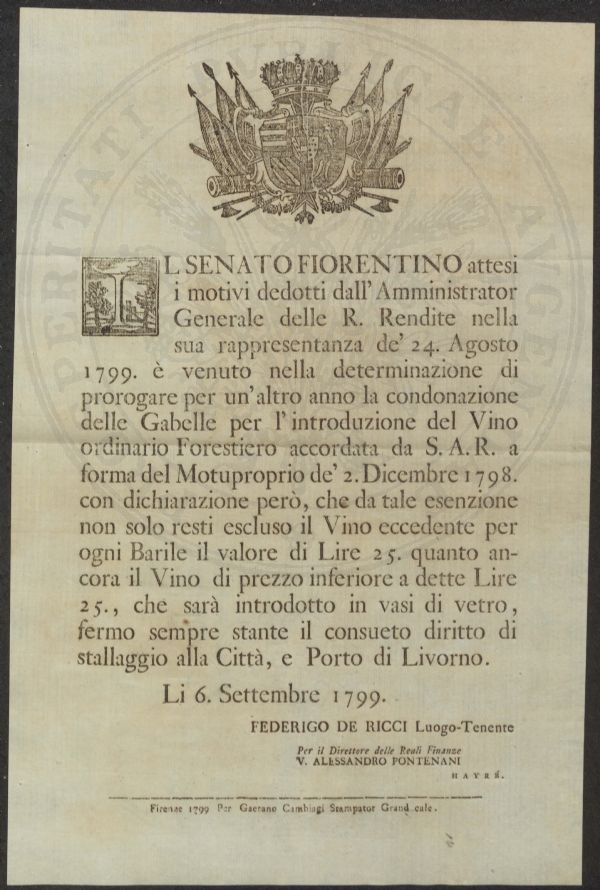 IL SENATO FIORENTINO attesi
i motivi dedotti dall' Amministrator
Generale delle R. Rendite nella
sua rappresentanza de' 24. Agosto
1799. è venuto nella determinazione di
prorogare per un'altro anno la condonazione
delle Gabelle per l'introduzione del Vino
ordinario Forestiero accordata da S. A. R. a
forma del Motuproprio de' 2. Dicembre 1798.
con dichiarazione però, che da tale esenzione
non solo resti escluso il Vino eccedente per
ogni Barile il valore di Lire 25. quanto an-
cora il Vino di prezzo inferiore a dette Lire
25., che sarà introdotto in vasi di vetro,
fermo sempre stante il consueto diritto di
stallaggio alla Città, e Porto di Livorno.
Li 6. Settembre 1799.
FEDERIGO DE RICCI Luogo-Tenente
Per il Direttore delle Reali Finanze
V. ALESSANDRO PONTENANI
HAYRÈ.
Firenze 1799 Per Gaetano Cambiagi Stampator Granducale.